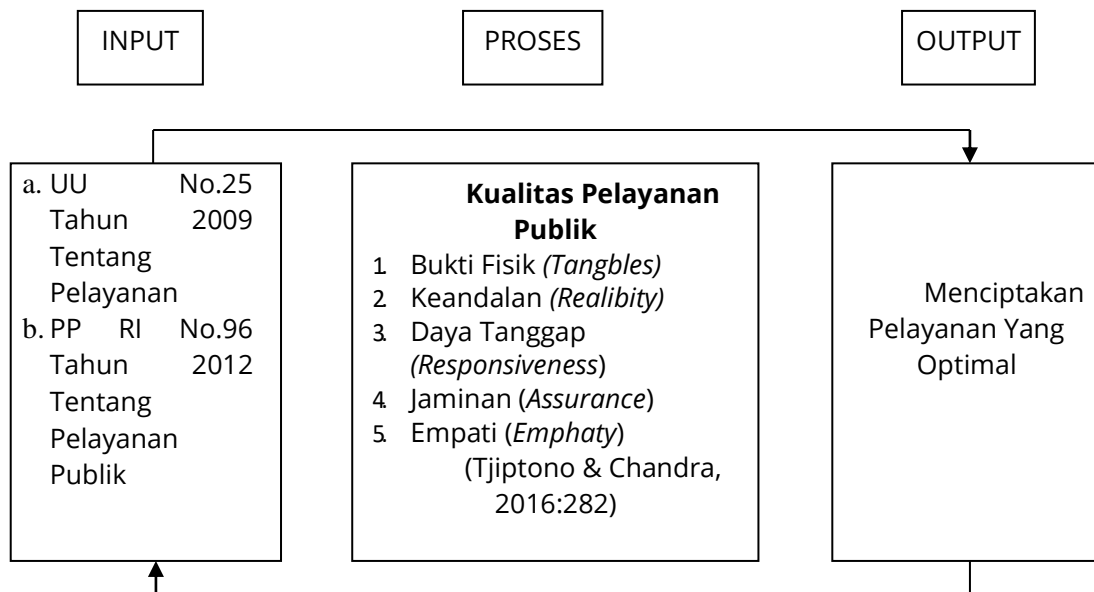 INPUT
PROSES
OUTPUT
a. UU No.25
Tahun 2009
Tentang
Pelayanan
b. PP RI No.96
Tahun 2012
Tentang
Pelayanan
Publik
Kualitas Pelayanan
Publik
1. Bukti Fisik (Tangbles)
2. Keandalan (Realibity)
3. Daya Tanggap
(Responsiveness)
4. Jaminan (Assurance)
5. Empati (Emphaty)
(Tjiptono & Chandra,
2016:282)
Menciptakan
Pelayanan Yang
Optimal